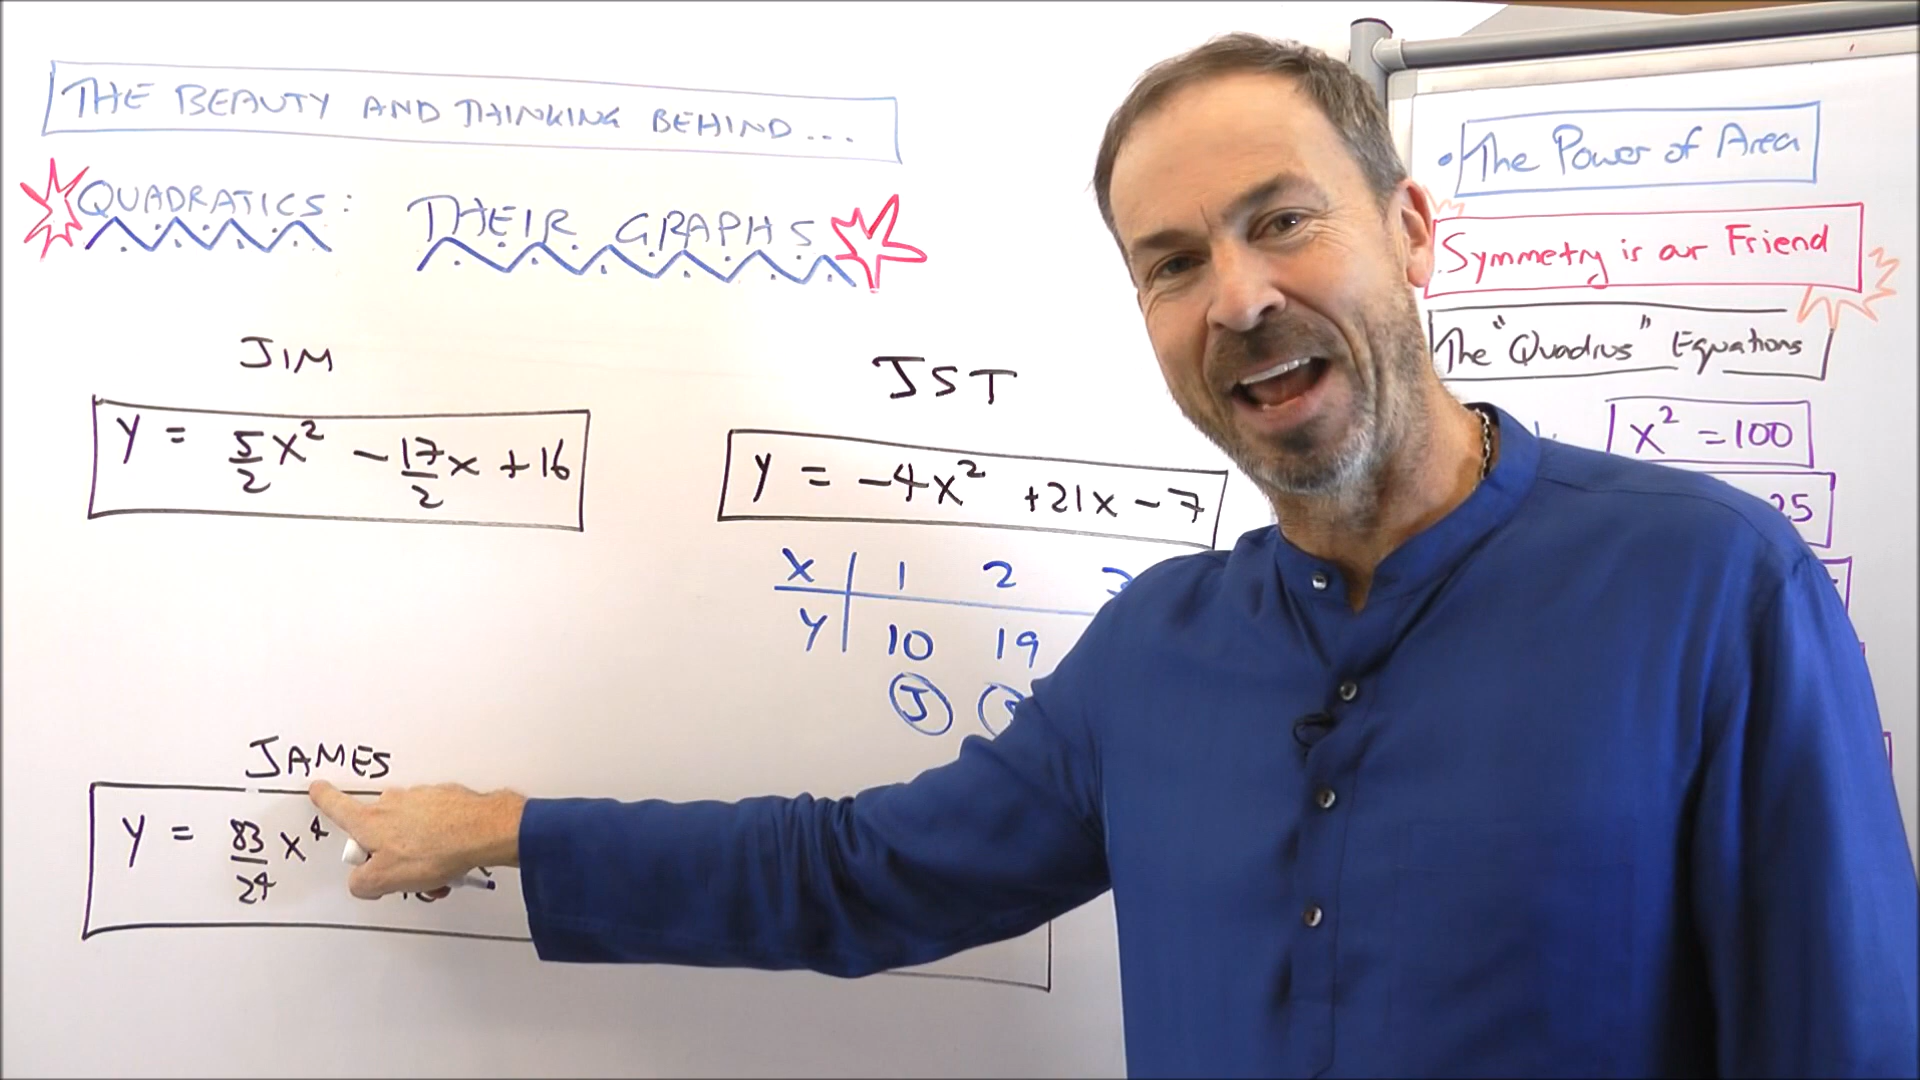 THE BEAUTY AND THINKING BEHIND...
QUADRATICS: THEIR GRAPHS
JIM
y = 5/2 x² - 17/2 x + 16
JST
y = -4x² + 21x - 7
x 1 2 3
y 10 19
J
JAMES
y = 83/24 x⁴
• The Power of Area
. Symmetry is our Friend
The "Quadrus" Equations
x² = 100
25